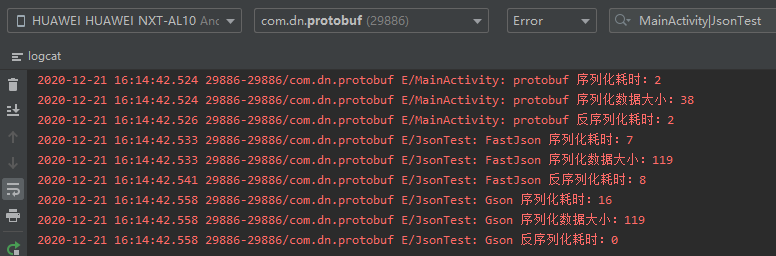 HUAWEI HUAWEI NXT-AL10 And
com.dn.protobuf (29886)
Error
MainActivity|JsonTest
logcat
2020-12-21 16:14:42.524 29886-29886/com.dn.protobuf E/MainActivity: protobuf 序列化耗时: 2
2020-12-21 16:14:42.524 29886-29886/com.dn.protobuf E/MainActivity: protobuf 序列化数据大小: 38
2020-12-21 16:14:42.526 29886-29886/com.dn.protobuf E/MainActivity: protobuf 反序列化耗时: 2
2020-12-21 16:14:42.533 29886-29886/com.dn.protobuf E/JsonTest: FastJson 序列化耗时: 7
2020-12-21 16:14:42.533 29886-29886/com.dn.protobuf E/JsonTest: FastJson 序列化数据大小: 119
2020-12-21 16:14:42.541 29886-29886/com.dn.protobuf E/JsonTest: FastJson 反序列化耗时: 8
2020-12-21 16:14:42.558 29886-29886/com.dn.protobuf E/JsonTest: Gson 序列化耗时: 16
2020-12-21 16:14:42.558 29886-29886/com.dn.protobuf E/JsonTest: Gson 序列化数据大小: 119
2020-12-21 16:14:42.558 29886-29886/com.dn.protobuf E/JsonTest: Gson 反序列化耗时: 0